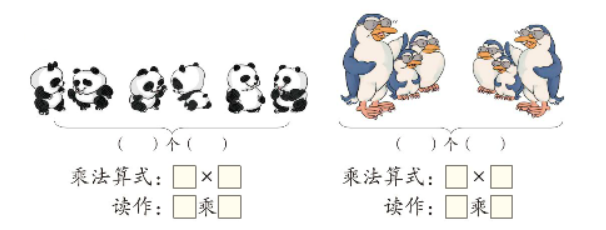 ( )个( ) ( )个( )
乘法算式：□×□ 乘法算式：□×□
读作：□乘□ 读作：□乘□